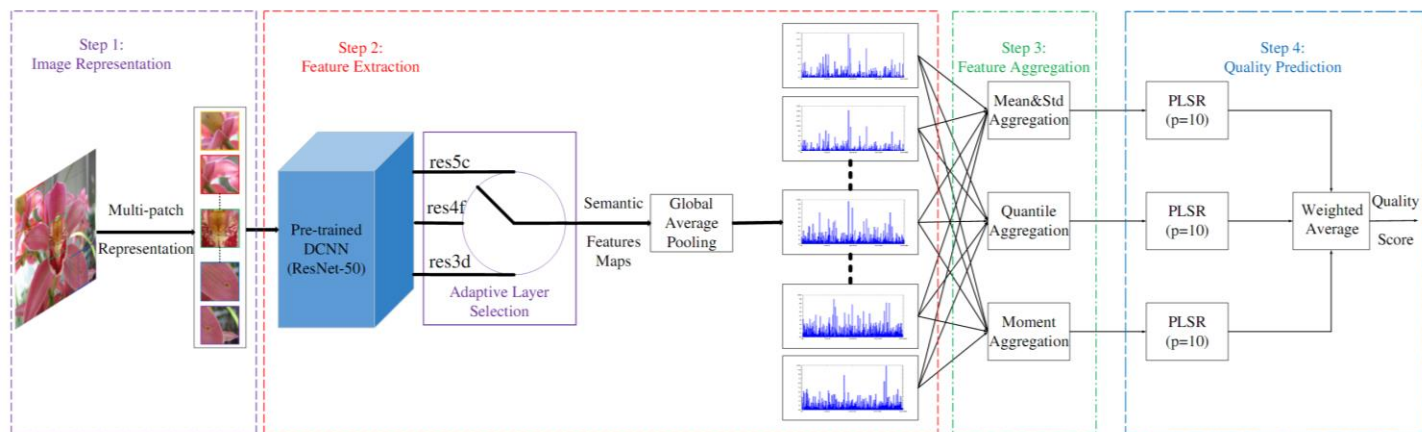 Step 1:
Image Representation
Multi-patch
Representation
Step 2:
Feature Extraction
Pre-trained
DCNN
(ResNet-50)
res5c
res4f
res3d
Adaptive Layer
Selection
Semantic
Features
Maps
Global
Average
Pooling
Step 3:
Feature Aggregation
Mean&Std
Aggregation
Quantile
Aggregation
Moment
Aggregation
Step 4:
Quality Prediction
PLSR
(p=10)
PLSR
(p=10)
PLSR
(p=10)
Weighted
Average
Quality
Score